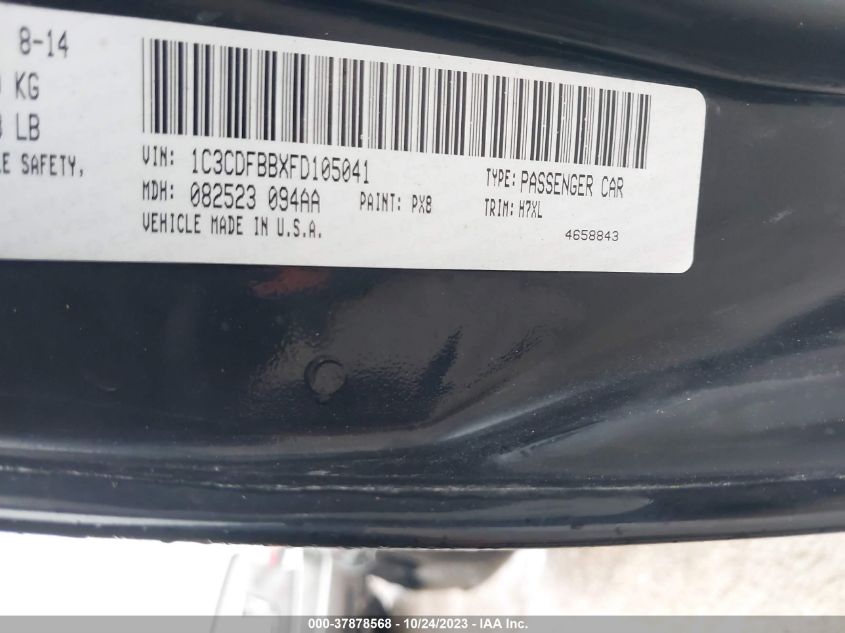 8-14
KG
LB
SAFETY,
VIN: 1C3CDFBBXFD105041
TYPE: PASSENGER CAR
MDH: 082523 094AA
PAINT: PX8
TRIM: H7XL
VEHICLE MADE IN U.S.A.
4658843
000-37878568 - 10/24/2023 - IAA Inc.